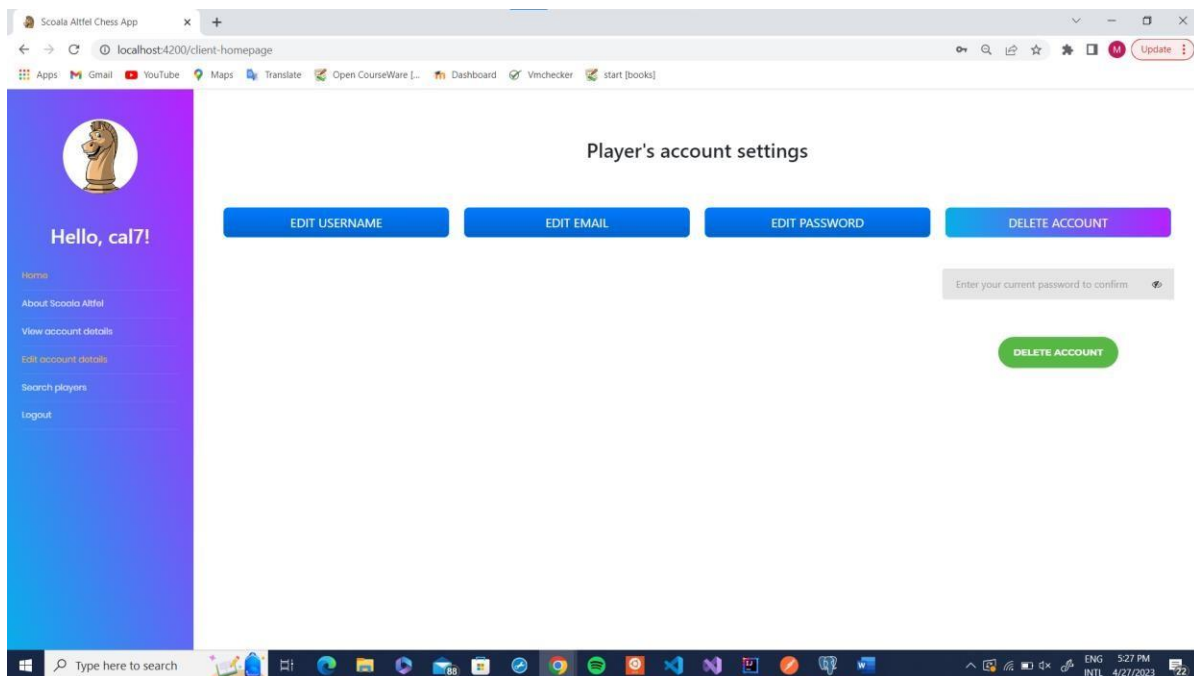 Scoala Altfel Chess App
localhost:4200/client-homepage
M
Update
Apps Gmail YouTube Maps Translate Open CourseWare [... Dashboard Vmchecker start [books]
Player's account settings
EDIT USERNAME EDIT EMAIL EDIT PASSWORD DELETE ACCOUNT
Hello, cal7!
Home
About Scoala Altfel
View account details
Edit account details
Search players
Logout
Enter your current password to confirm
DELETE ACCOUNT
Type here to search
88
ENG 5:27 PM
INTL 4/27/2023
22